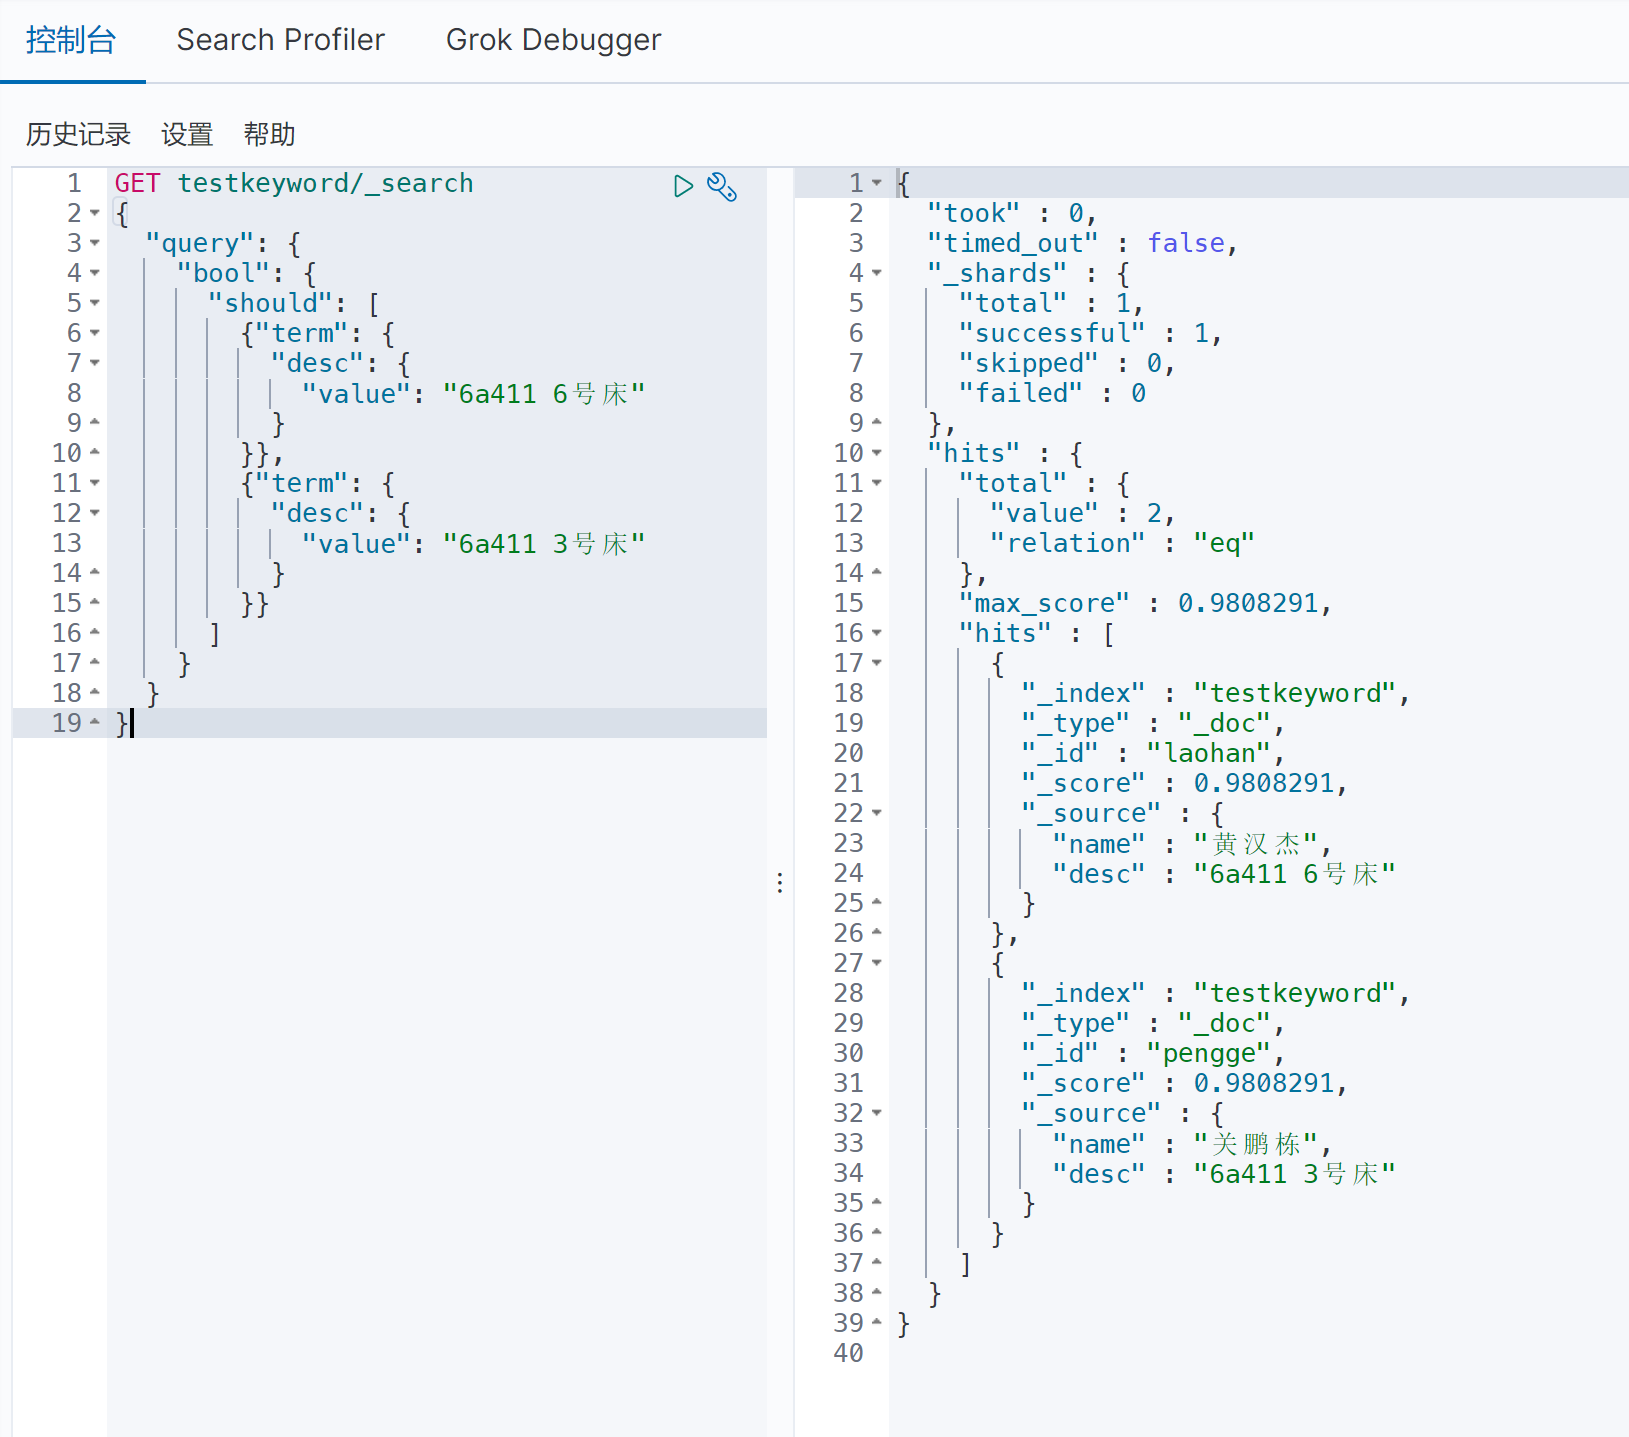 控制台 Search Profiler Grok Debugger
历史记录 设置 帮助
1 GET testkeyword/_search
2 {
3 "query": {
4 "bool": {
5 "should": [
6 {"term": {
7 "desc": {
8 "value": "6a411 6号床"
9 }
10 }},
11 {"term": {
12 "desc": {
13 "value": "6a411 3号床"
14 }
15 }}
16 ]
17 }
18 }
19 }
1 {
2 "took" : 0,
3 "timed_out" : false,
4 "_shards" : {
5 "total" : 1,
6 "successful" : 1,
7 "skipped" : 0,
8 "failed" : 0
9 },
10 "hits" : {
11 "total" : {
12 "value" : 2,
13 "relation" : "eq"
14 },
15 "max_score" : 0.9808291,
16 "hits" : [
17 {
18 "_index" : "testkeyword",
19 "_type" : "_doc",
20 "_id" : "laohan",
21 "_score" : 0.9808291,
22 "_source" : {
23 "name" : "黄汉杰",
24 "desc" : "6a411 6号床"
25 }
26 },
27 {
28 "_index" : "testkeyword",
29 "_type" : "_doc",
30 "_id" : "pengge",
31 "_score" : 0.9808291,
32 "_source" : {
33 "name" : "关鹏栋",
34 "desc" : "6a411 3号床"
35 }
36 }
37 ]
38 }
39 }
40